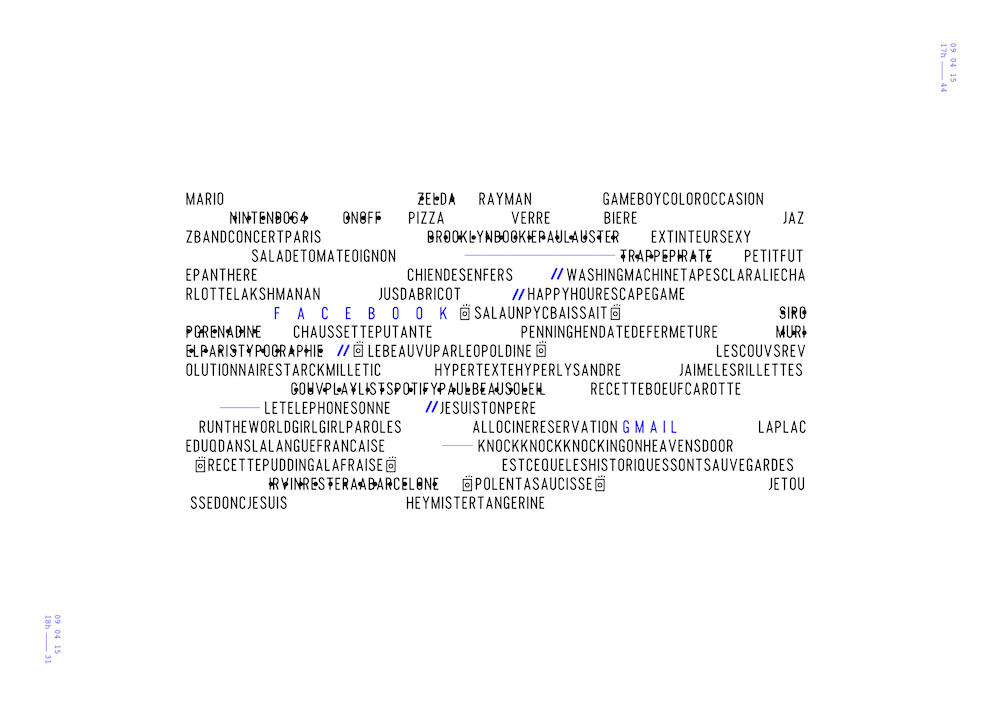 09 04 15
17h 44
MARIO ZELDA RAYMAN GAMEBOYCOLOROCCASION
NINTENDO64 ONOFF PIZZA VERRE BIERE JAZ
ZBANDCONCERTPARIS BROOKLYNBOOKIEPAULAUSTER EXTINTEURSEXY
SALADETOMATEOIGNON TRAPPEPIRATE PETITFUT
EPANTHERE CHIENDESENFERS //WASHINGMACHINETAPESCLARALIECHA
RLOTTELAKSHMANAN JUSDABRICOT //HAPPYHOURESCAPEGAME
FACEBOOK SALAUNPYCBAISSAIT SIRO
PGRENADINE CHAUSSETTEPUTANTE PENNINGHENDATEDEFERMETURE MURI
ELPARISTYPOGRAPHIE // LEBEAUVUPARLEOPOLDINE LESCOUVSREV
OLUTIONNAIRESTARCKMILLETIC HYPERTEXTEHYPERLYSANDRE JAIMELESRILLETTES
GOUVPLAYLISTSPOTIFYPAULBEAUSOLEIL RECETTEBOEUFCAROTTE
LETELEPHONESONNE //JESUISTONPERE
RUNTHEWORLDGIRLGIRLPAROLES ALLOCINERESERVATION GMAIL LAPLAC
EDUQDANSLALANGUEFRANCAISE KNOCKKNOCKKNOCKINGONHEAVENSDOOR
RECETTEPUDDINGALAFRAISE ESTCEQUELESHISTORIQUESSONTSAUVEGARDES
IRVINRESTERAABARCELONE POLENTASAUCISSE JETOU
SSEDONCJESUIS HEYMISTERTANGERINE
09 04 15
18h 31